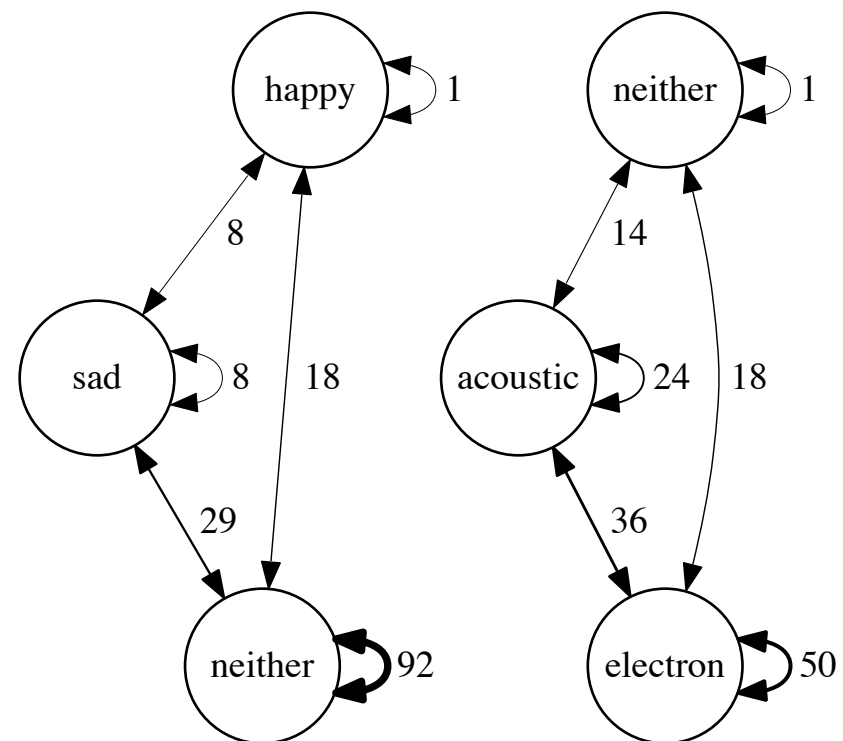 happy
1
neither
1
8
14
sad
8
18
acoustic
24
18
29
36
neither
92
electron
50